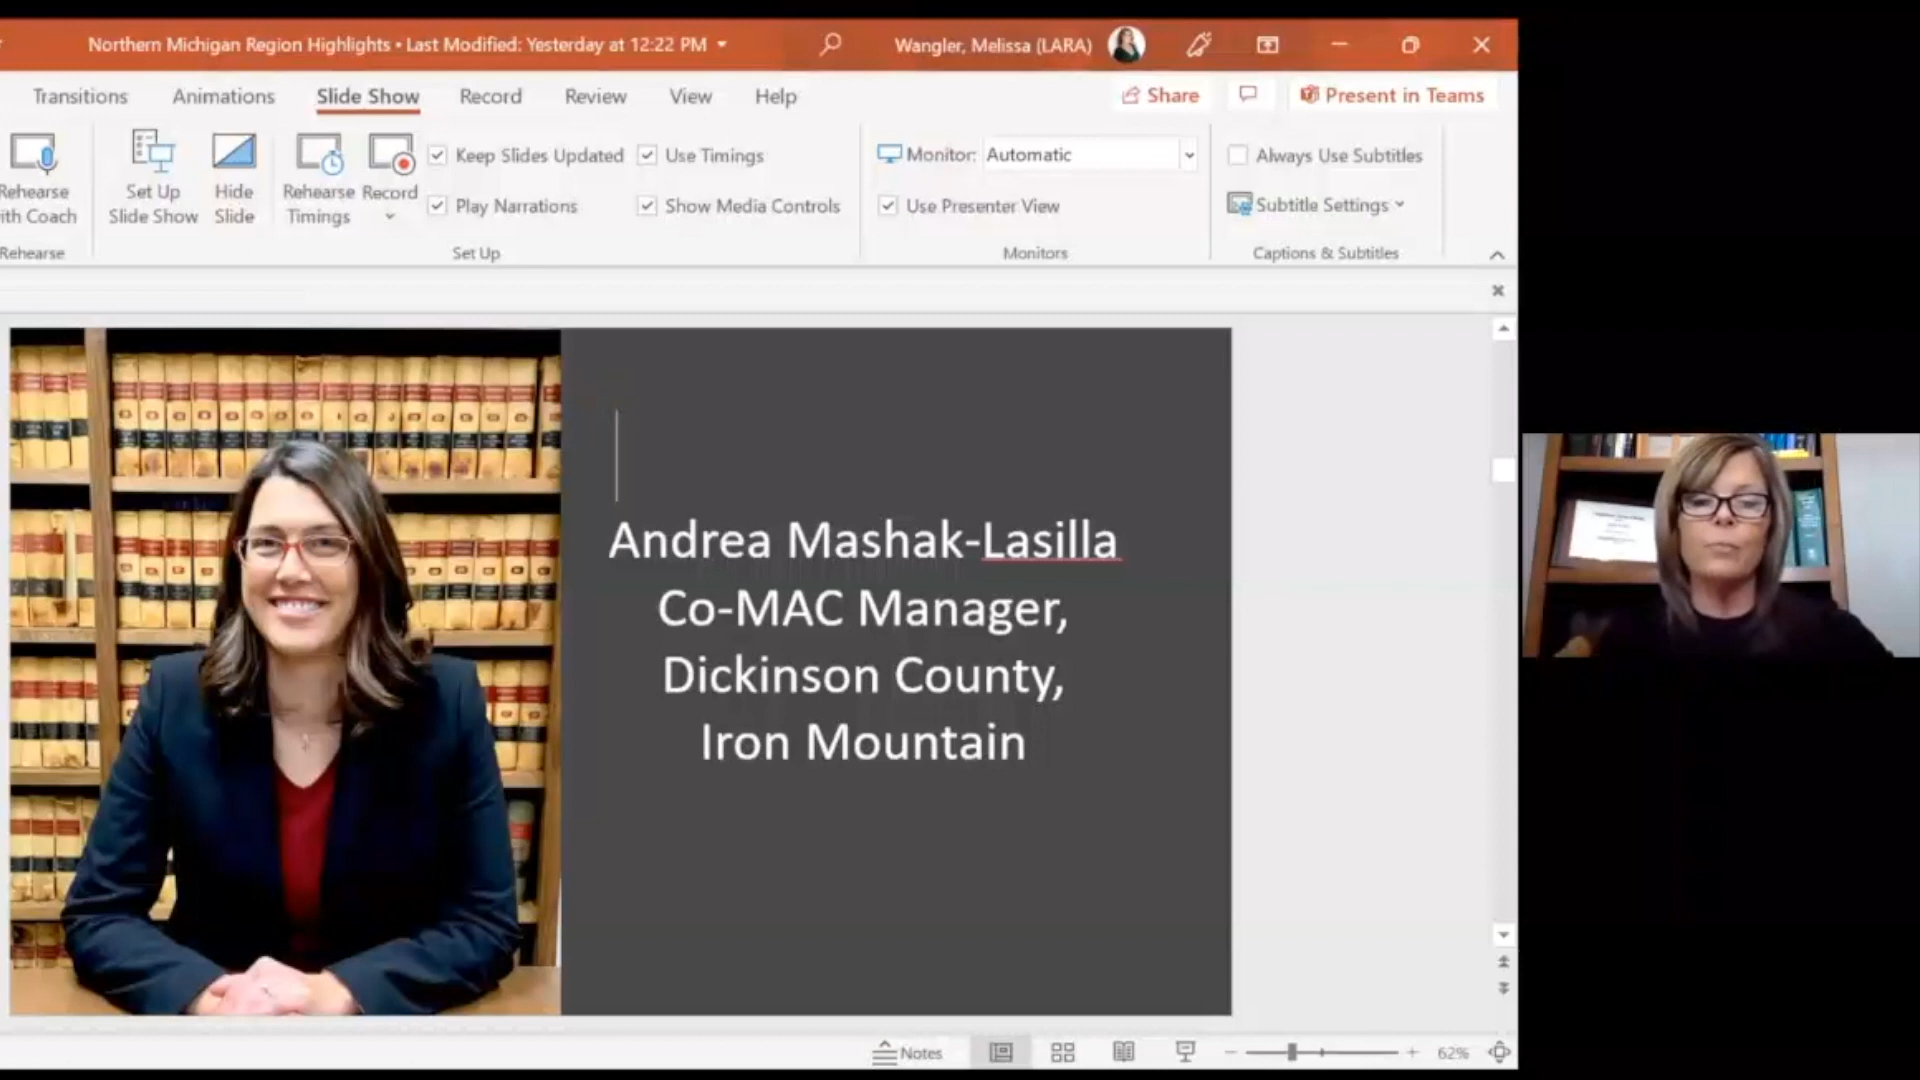 Northern Michigan Region Highlights • Last Modified: Yesterday at 12:22 PM
Wangler, Melissa (LARA)
Transitions Animations Slide Show Record Review View Help
Share Present in Teams
Rehearse
ith Coach
Rehearse
Set Up
Slide Show
Hide
Slide
Rehearse
Timings
Record
Keep Slides Updated
Play Narrations
Use Timings
Show Media Controls
Set Up
Monitor: Automatic
Use Presenter View
Monitors
Always Use Subtitles
Subtitle Settings
Captions & Subtitles
Andrea Mashak-Lasilla
Co-MAC Manager,
Dickinson County,
Iron Mountain
Notes
62%